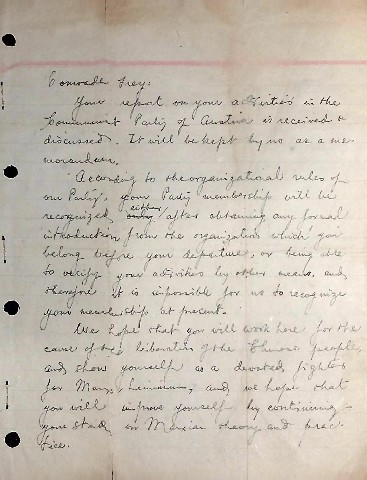 Comrade Frey:
Your report on your activities in the
Communist Party of Austria is received &
discussed. It will be kept by us as a me-
morandum.
According to the organizational rules of
our Party, your Party membership will be
recognized either after obtaining any formal
introduction from the organization which you
belong before your departure, or being able
to verify your activities by other means, and
therefore it is impossible for us to recognize
your membership at present.
We hope that you will work here for the
cause of the liberation of the Chinese people,
and show yourself as a devoted fighter
for Marx-Leninism, and we hope that
you will improve yourself by continuing
your study on Marxian theory and prac-
tice.